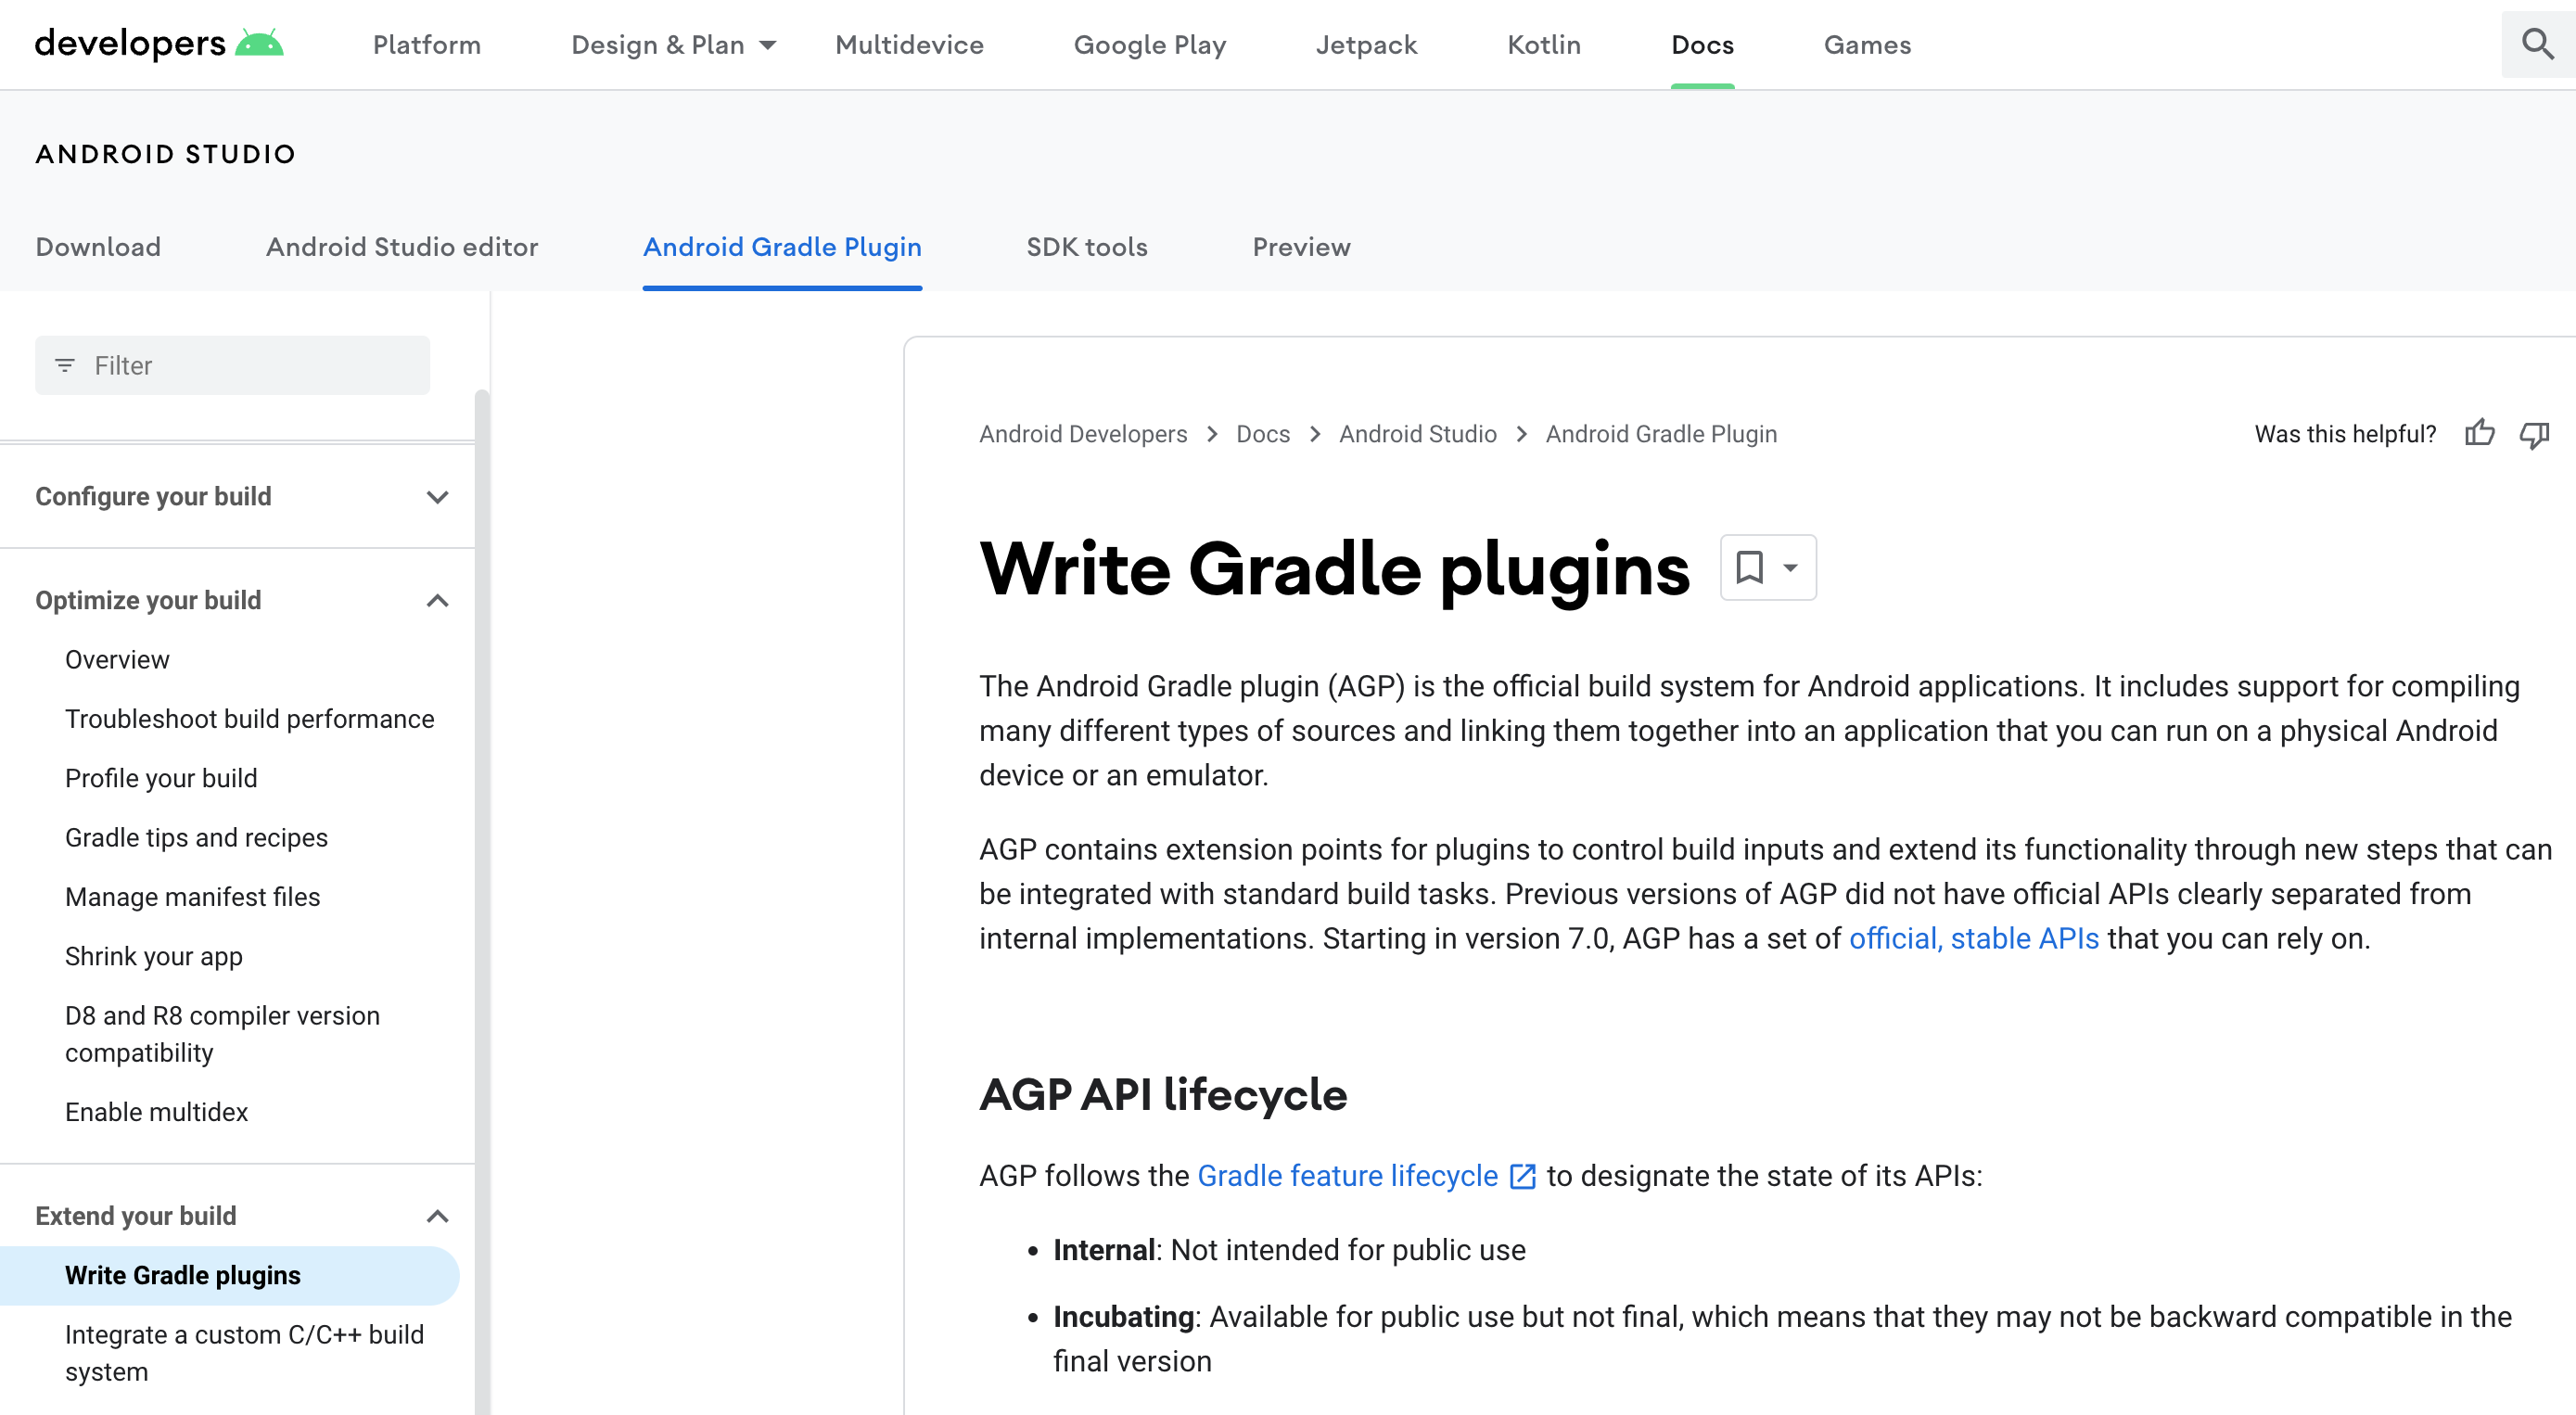 developers
Platform
Design & Plan
Multidevice
Google Play
Jetpack
Kotlin
Docs
Games
ANDROID STUDIO
Download
Android Studio editor
Android Gradle Plugin
SDK tools
Preview
Filter
Configure your build
Optimize your build
Overview
Troubleshoot build performance
Profile your build
Gradle tips and recipes
Manage manifest files
Shrink your app
D8 and R8 compiler version
compatibility
Enable multidex
Extend your build
Write Gradle plugins
Integrate a custom C/C++ build
system
Android Developers > Docs > Android Studio > Android Gradle Plugin
Was this helpful?
Write Gradle plugins
The Android Gradle plugin (AGP) is the official build system for Android applications. It includes support for compiling
many different types of sources and linking them together into an application that you can run on a physical Android
device or an emulator.
AGP contains extension points for plugins to control build inputs and extend its functionality through new steps that can
be integrated with standard build tasks. Previous versions of AGP did not have official APIs clearly separated from
internal implementations. Starting in version 7.0, AGP has a set of official, stable APIs that you can rely on.
AGP API lifecycle
AGP follows the Gradle feature lifecycle to designate the state of its APIs:
• Internal: Not intended for public use
• Incubating: Available for public use but not final, which means that they may not be backward compatible in the
final version